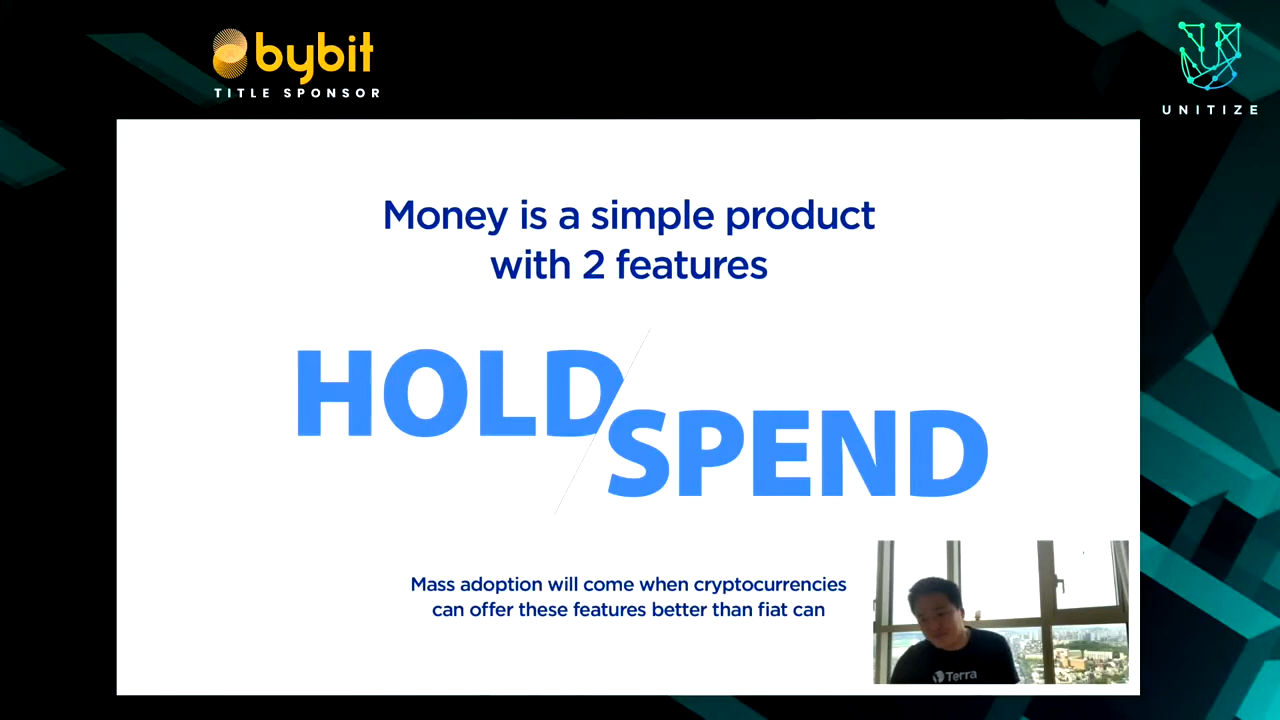 bybit
TITLE SPONSOR
UNITIZE
Money is a simple product
with 2 features
HOLD
SPEND
Mass adoption will come when cryptocurrencies
can offer these features better than fiat can
Terra